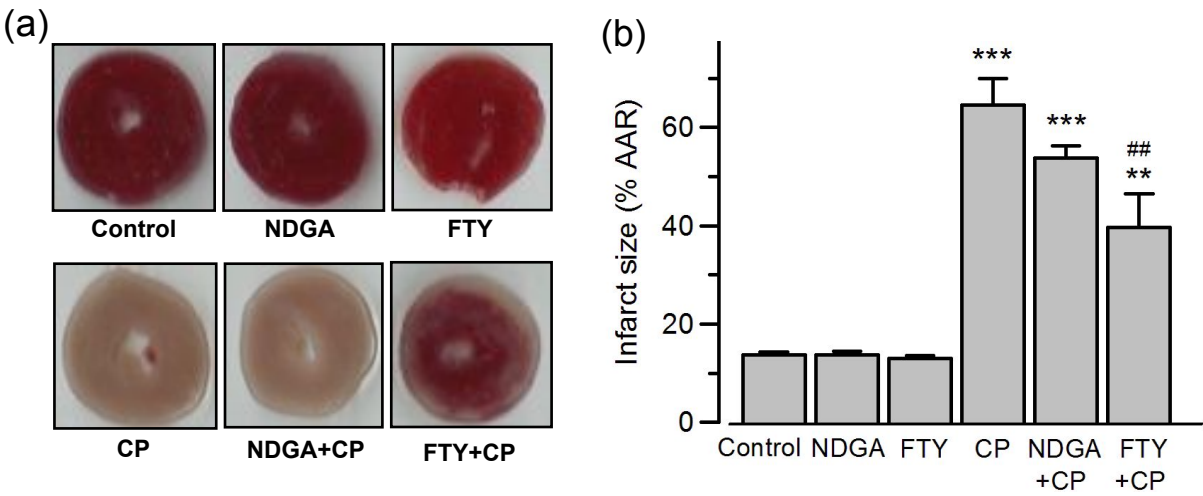 (a)
Control
NDGA
FTY
CP
NDGA+CP
FTY+CP
(b)
Infarct size (% AAR)
60
40
20
0
***
***
##
**
Control NDGA FTY CP NDGA FTY
+CP +CP